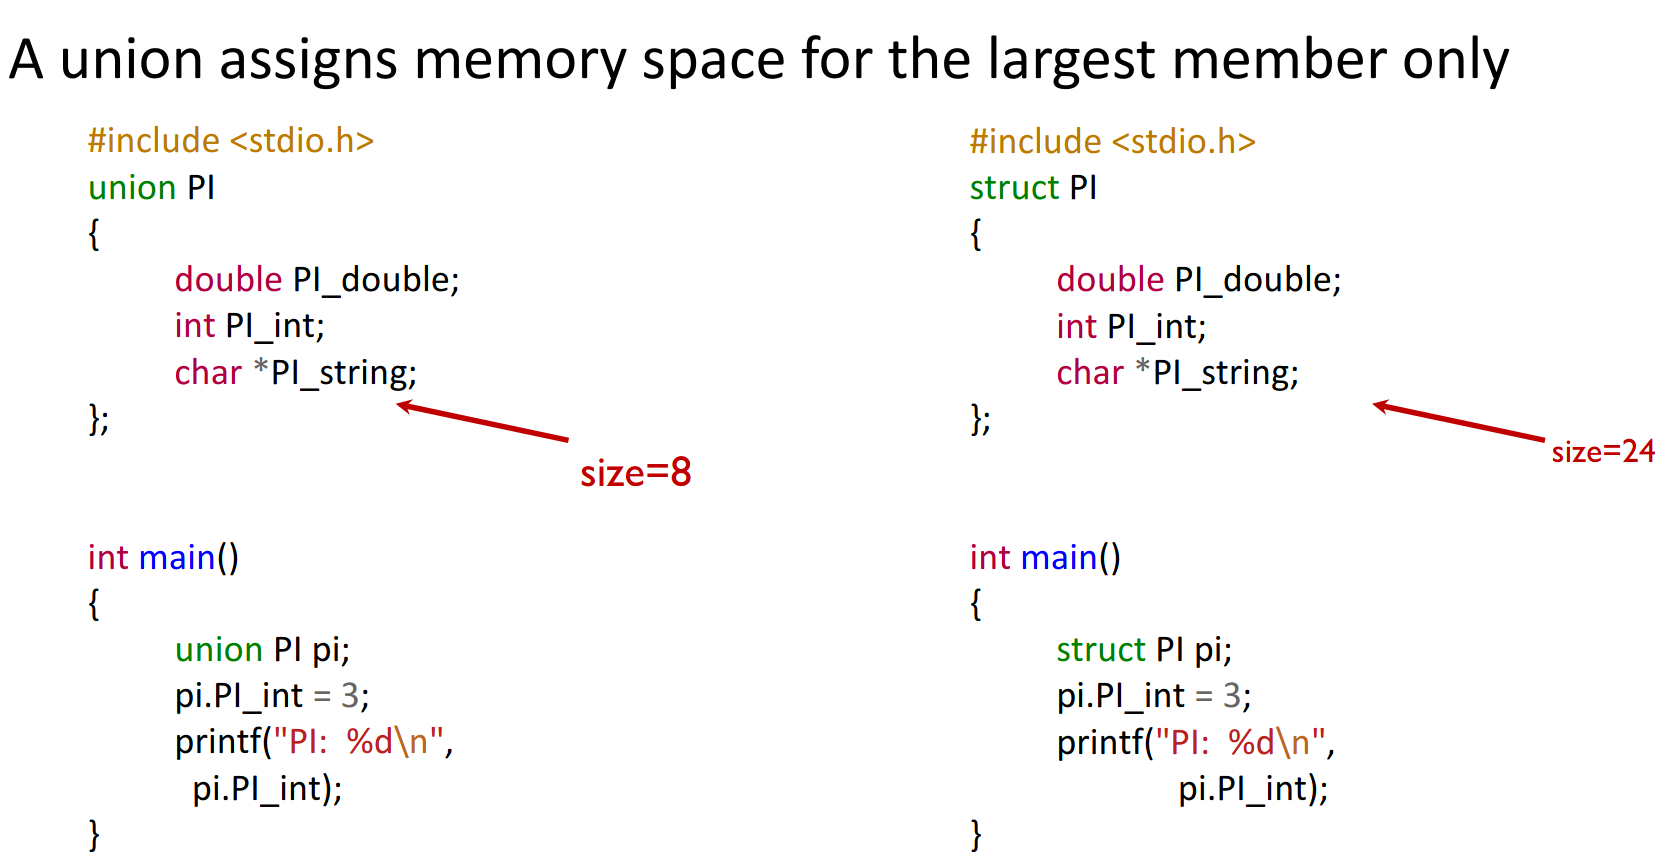 A union assigns memory space for the largest member only
#include <stdio.h>
union PI
{
double PI_double;
int PI_int;
char *PI_string;
};
size=8
int main()
{
union PI pi;
pi.PI_int = 3;
printf("PI:  %d\n",
pi.PI_int);
}
#include <stdio.h>
struct PI
{
double PI_double;
int PI_int;
char *PI_string;
};
size=24
int main()
{
struct PI pi;
pi.PI_int = 3;
printf("PI:  %d\n",
pi.PI_int);
}